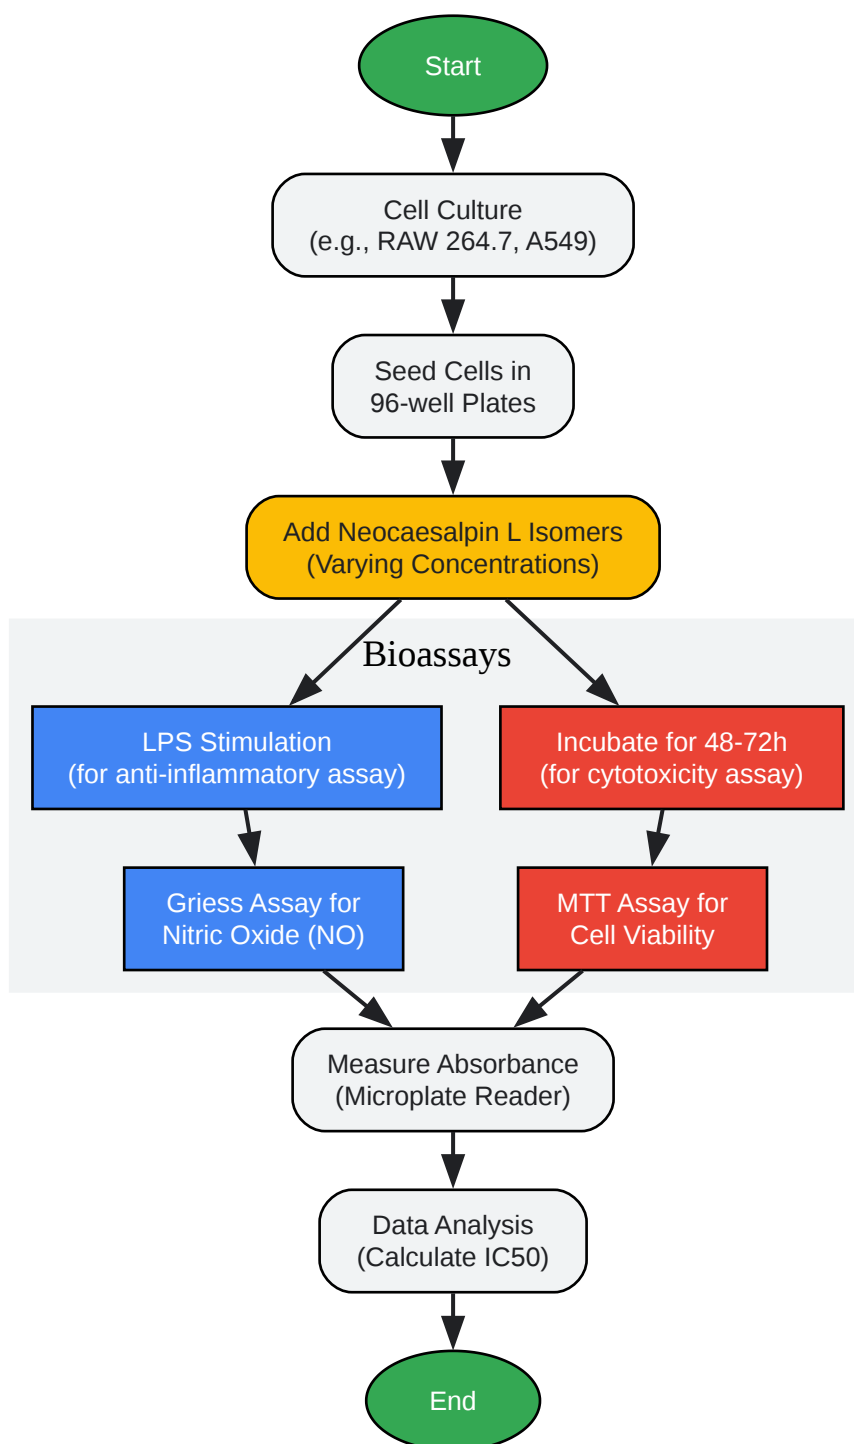 Start
Cell Culture
(e.g., RAW 264.7, A549)
Seed Cells in
96-well Plates
Add Neocaesalpin L Isomers
(Varying Concentrations)
Bioassays
LPS Stimulation
(for anti-inflammatory assay)
Incubate for 48-72h
(for cytotoxicity assay)
Griess Assay for
Nitric Oxide (NO)
MTT Assay for
Cell Viability
Measure Absorbance
(Microplate Reader)
Data Analysis
(Calculate IC50)
End